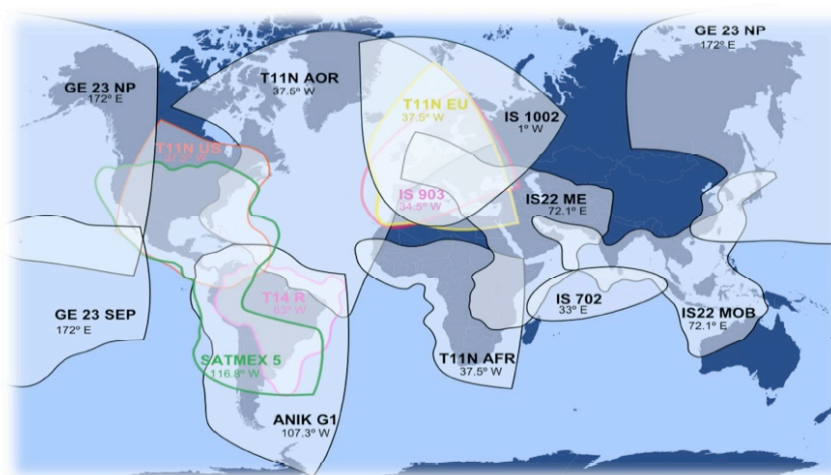 GE 23 NP
172° E
T11N AOR
37.5° W
GE 23 NP
172° E
T11N EU
37.5° W
IS 1002
1° W
T11N US
37.5° W
IS 903
34.5° W
IS22 ME
72.1° E
GE 23 SEP
172° E
T14 R
63° W
IS 702
33° E
IS22 MOB
72.1° E
SATMEX 5
116.8° W
T11N AFR
37.5° W
ANIK G1
107.3° W